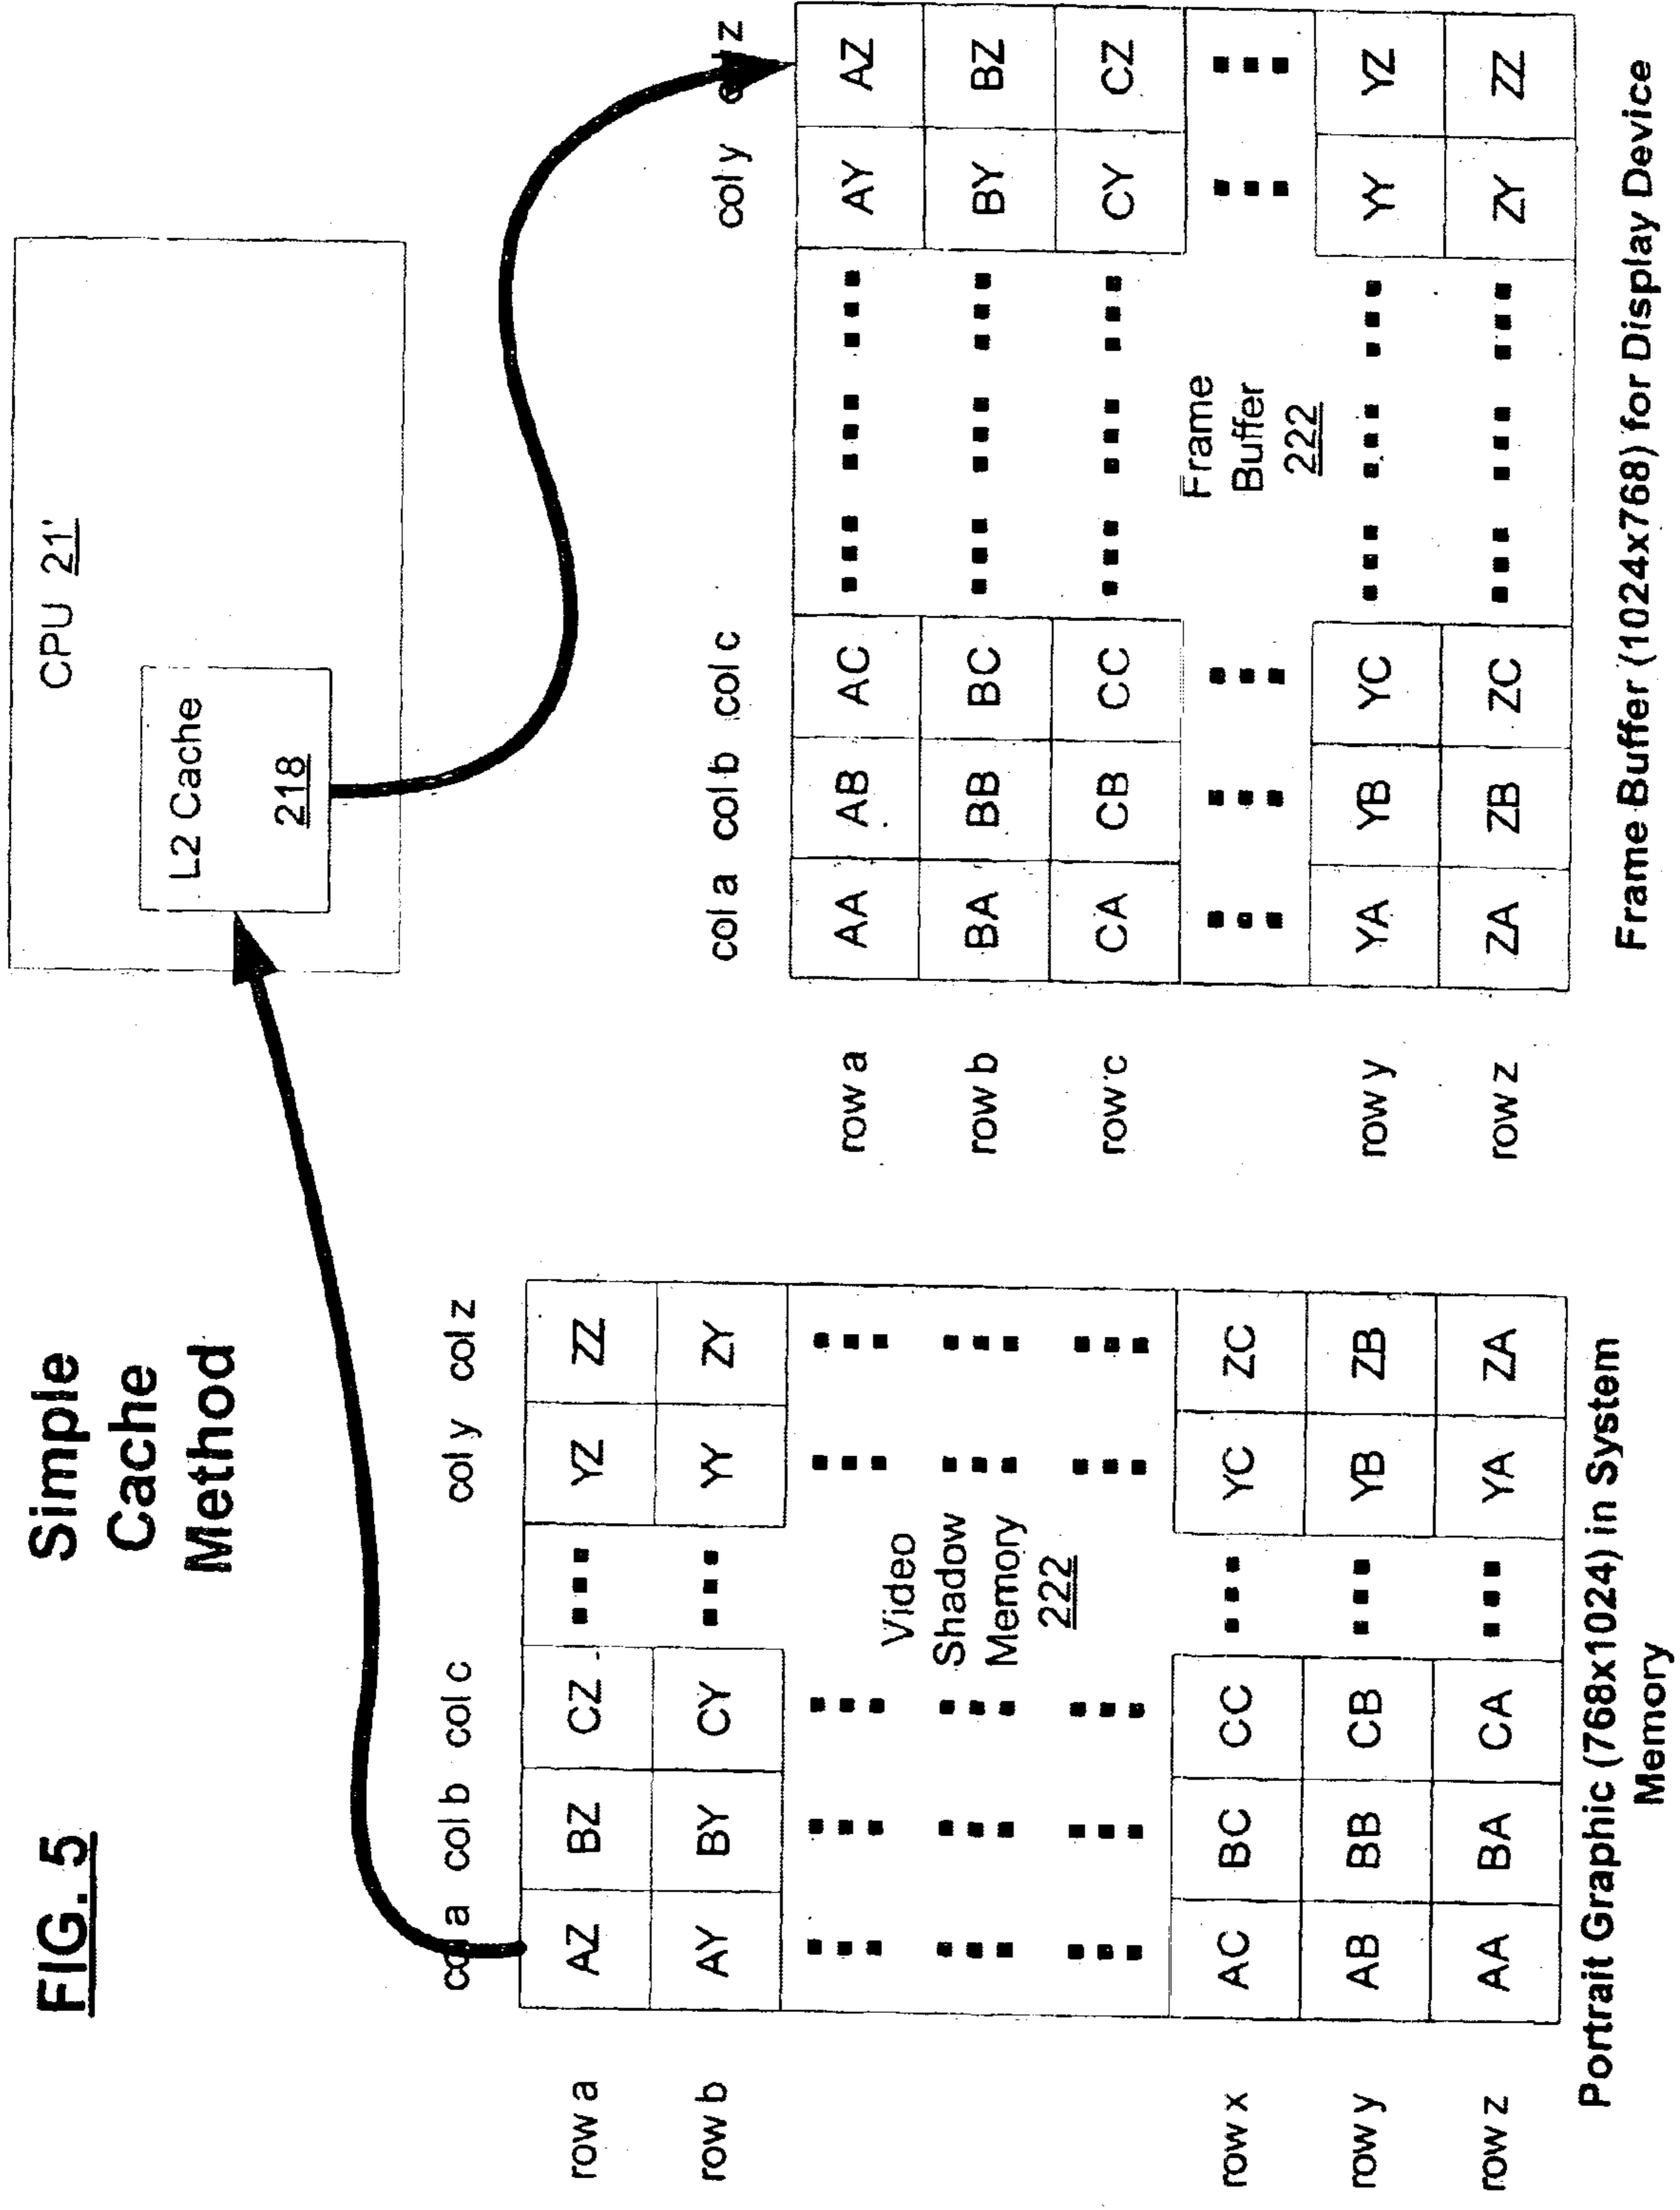 FIG. 5
Simple
Cache
Method
CPU 21'
L2 Cache
218
col a col b col c col y col z
row a AZ BZ CZ YZ ZZ
row b AY BY CY YY ZY
Video
Shadow
Memory
222
row x AC BC CC YC ZC
row y AB BB CB YB ZB
row z AA BA CA YA ZA
Portrait Graphic (768x1024) in System
Memory
col a col b col c col y z
row a AA AB AC AY AZ
row b BA BB BC BY BZ
row c CA CB CC CY CZ
Frame
Buffer
222
row y YA YB YC YY YZ
row z ZA ZB ZC ZY ZZ
Frame Buffer (1024x768) for Display Device